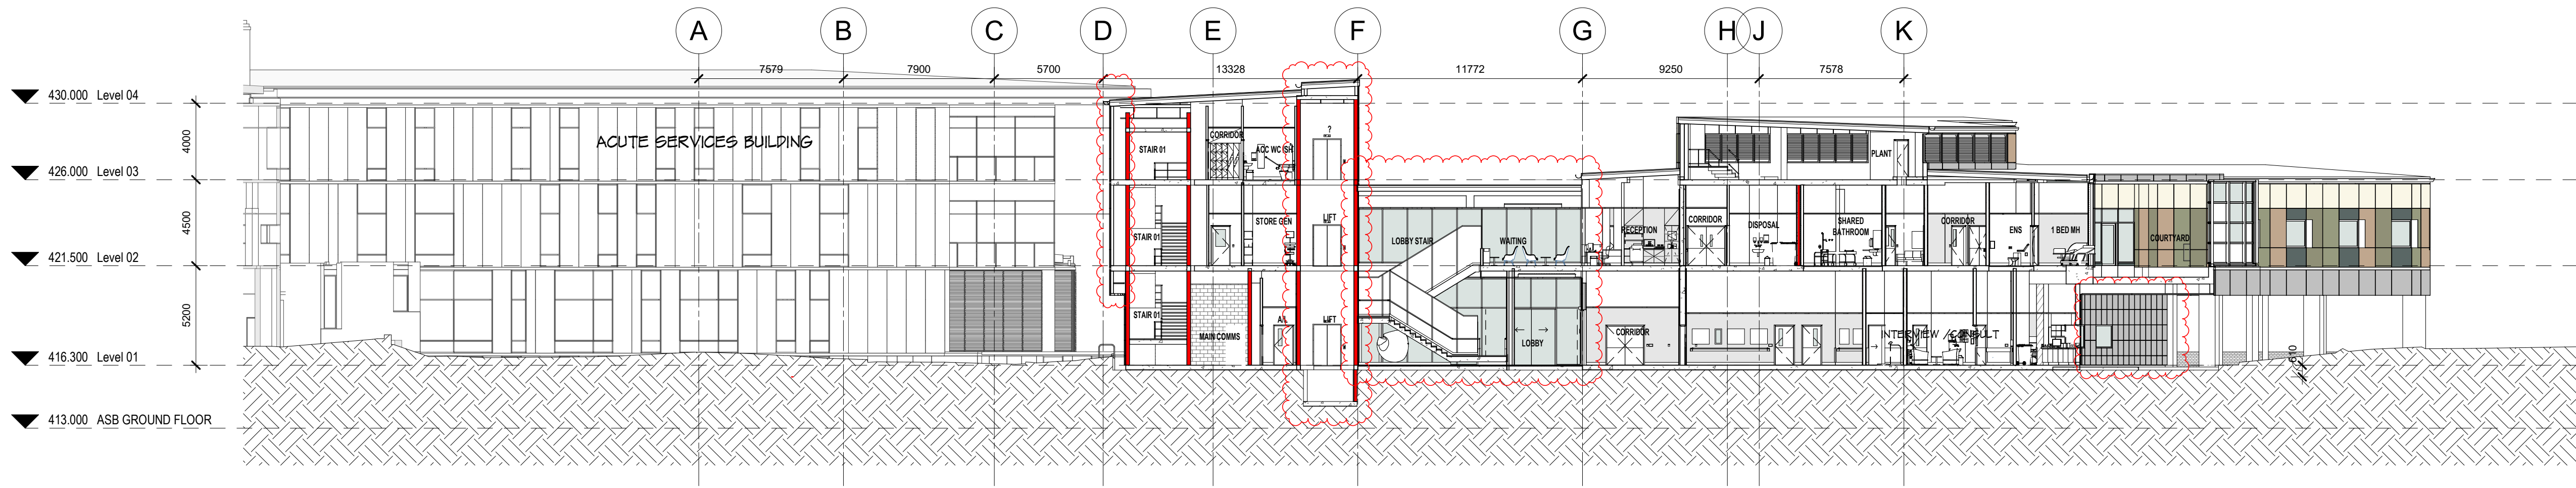 A B C D E F G H J K
7579 7900 5700 13328 11772 9250 7578
430.000 Level 04
4000
ACUTE SERVICES BUILDING
STAIR 01
CORRIDOR
ACC WC /SH
?
PLANT
426.000 Level 03
4500
STAIR 01
STORE GEN
LIFT
LOBBY STAIR
WAITING
RECEPTION
CORRIDOR
DISPOSAL
SHARED
BATHROOM
CORRIDOR
ENS
1 BED MH
COURTYARD
421.500 Level 02
5200
STAIR 01
MAIN COMMS
A/L
LIFT
LOBBY
CORRIDOR
INTERVIEW / CONSULT
610
416.300 Level 01
413.000 ASB GROUND FLOOR